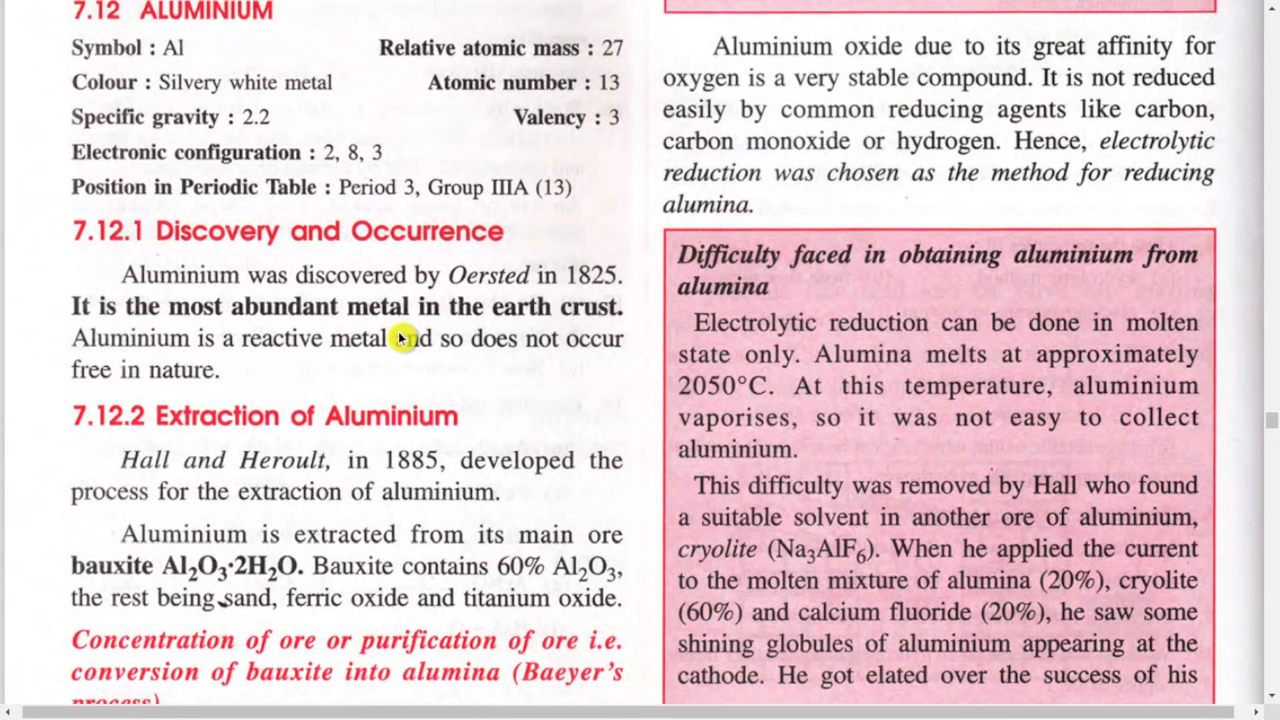 7.12 ALUMINIUM
Symbol : Al Relative atomic mass : 27
Colour : Silvery white metal Atomic number : 13
Specific gravity : 2.2 Valency : 3
Electronic configuration : 2, 8, 3
Position in Periodic Table : Period 3, Group IIIA (13)
7.12.1 Discovery and Occurrence
Aluminium was discovered by Oersted in 1825.
It is the most abundant metal in the earth crust.
Aluminium is a reactive metal and so does not occur
free in nature.
7.12.2 Extraction of Aluminium
Hall and Heroult, in 1885, developed the
process for the extraction of aluminium.
Aluminium is extracted from its main ore
bauxite Al₂O₃·2H₂O. Bauxite contains 60% Al₂O₃,
the rest being sand, ferric oxide and titanium oxide.
Concentration of ore or purification of ore i.e.
conversion of bauxite into alumina (Baeyer's
process)
Aluminium oxide due to its great affinity for
oxygen is a very stable compound. It is not reduced
easily by common reducing agents like carbon,
carbon monoxide or hydrogen. Hence, electrolytic
reduction was chosen as the method for reducing
alumina.
Difficulty faced in obtaining aluminium from
alumina
Electrolytic reduction can be done in molten
state only. Alumina melts at approximately
2050°C. At this temperature, aluminium
vaporises, so it was not easy to collect
aluminium.
This difficulty was removed by Hall who found
a suitable solvent in another ore of aluminium,
cryolite (Na₃AlF₆). When he applied the current
to the molten mixture of alumina (20%), cryolite
(60%) and calcium fluoride (20%), he saw some
shining globules of aluminium appearing at the
cathode. He got elated over the success of his